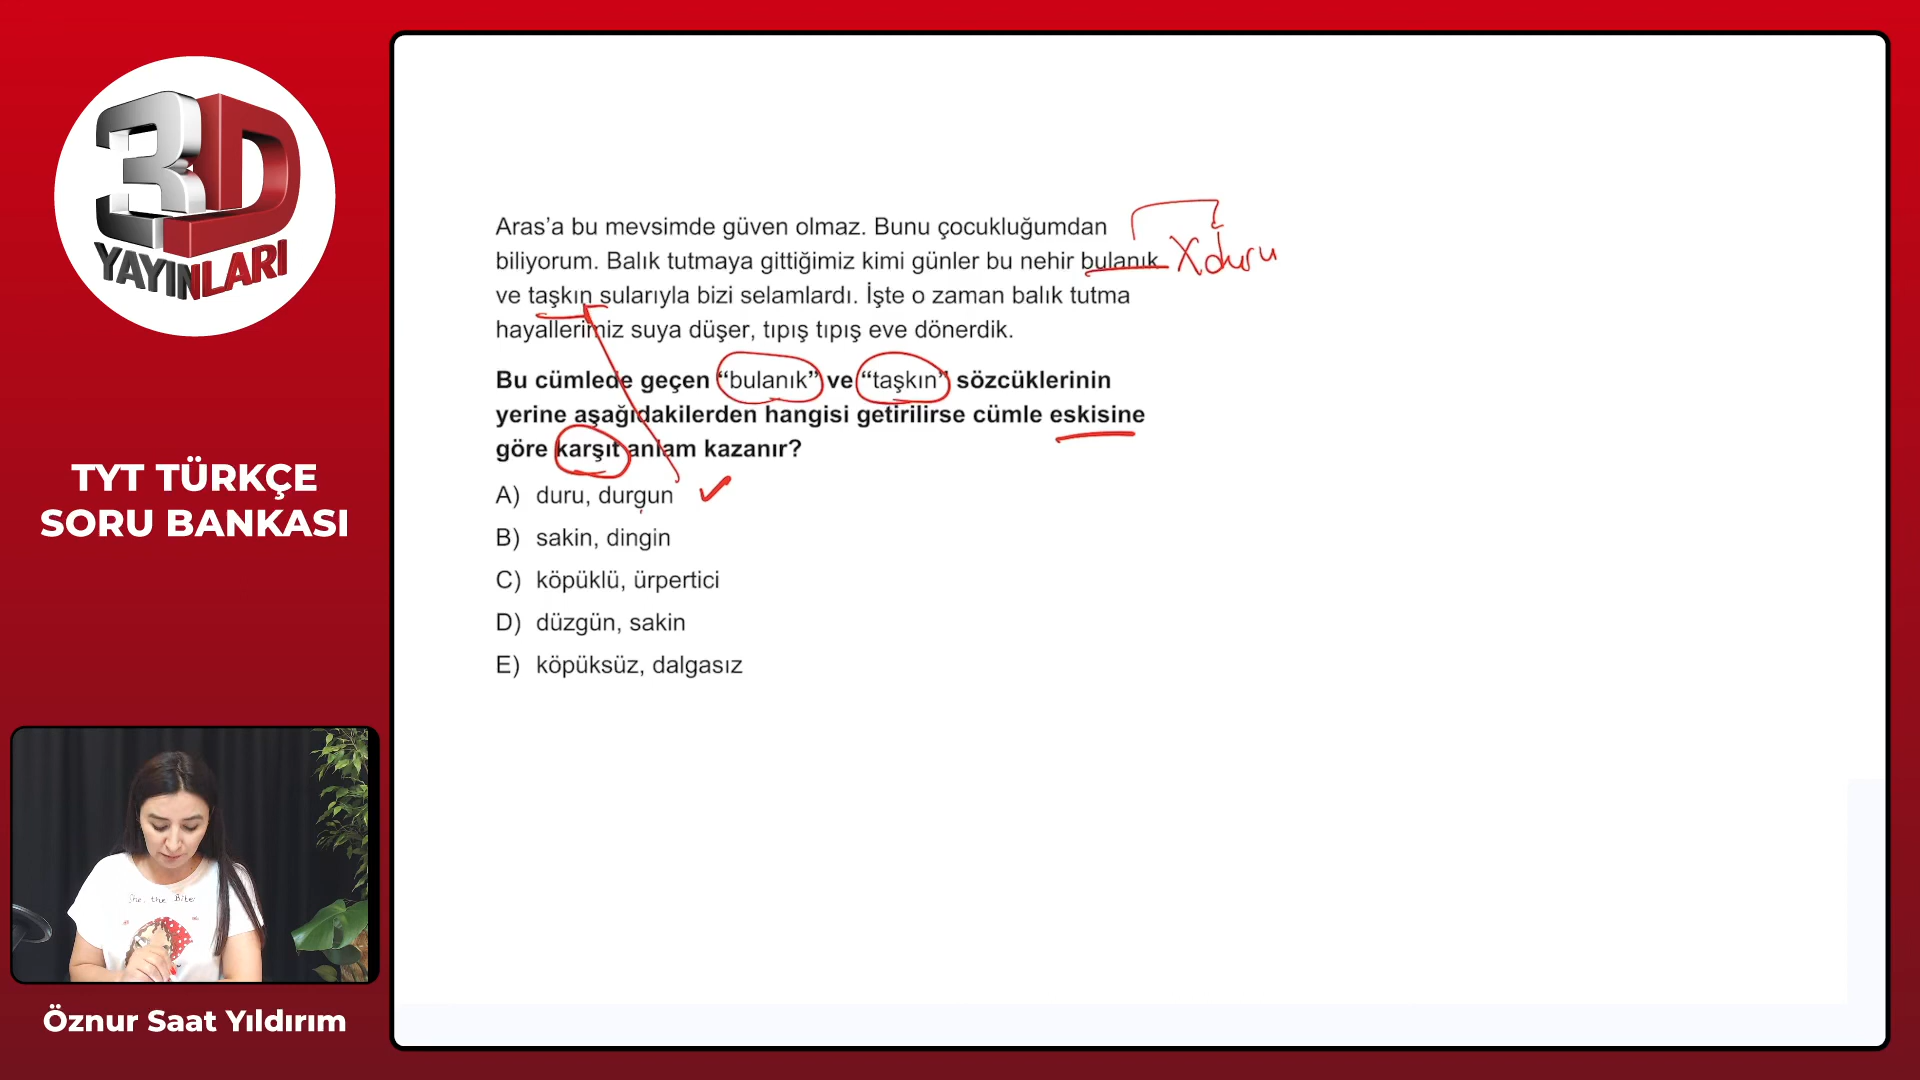 3D
YAYINLARI
TYT TÜRKÇE
SORU BANKASI
Öznur Saat Yıldırım
Aras’a bu mevsimde güven olmaz. Bunu çocukluğumdan
biliyorum. Balık tutmaya gittiğimiz kimi günler bu nehir bulanık X duru
ve taşkın sularıyla bizi selamlardı. İşte o zaman balık tutma
hayallerimiz suya düşer, tıpış tıpış eve dönerdik.
Bu cümlede geçen “bulanık” ve “taşkın” sözcüklerinin
yerine aşağıdakilerden hangisi getirilirse cümle eskisine
göre karşıt anlam kazanır?
A) duru, durgun
B) sakin, dingin
C) köpüklü, ürpertici
D) düzgün, sakin
E) köpüksüz, dalgasız